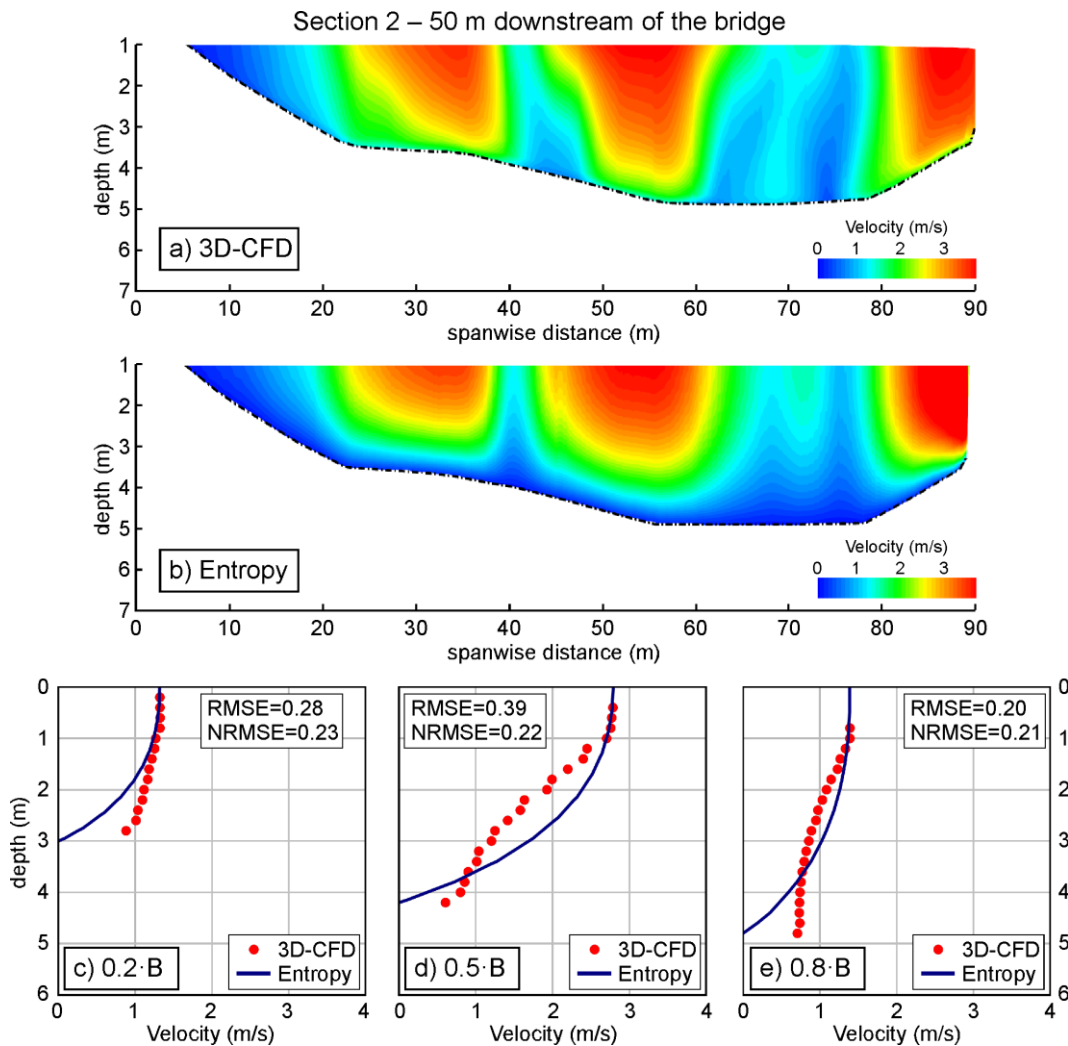 Section 2 – 50 m downstream of the bridge
1
2
3
4
5
6
7
depth (m)
a) 3D-CFD
Velocity (m/s)
0 1 2 3
0 10 20 30 40 50 60 70 80 90
spanwise distance (m)
1
2
3
4
5
6
7
depth (m)
b) Entropy
Velocity (m/s)
0 1 2 3
0 10 20 30 40 50 60 70 80 90
spanwise distance (m)
0
1
2
3
4
5
6
depth (m)
RMSE=0.28
NRMSE=0.23
3D-CFD
Entropy
c) 0.2·B
0 1 2 3 4
Velocity (m/s)
RMSE=0.39
NRMSE=0.22
3D-CFD
Entropy
d) 0.5·B
0 1 2 3 4
Velocity (m/s)
RMSE=0.20
NRMSE=0.21
3D-CFD
Entropy
e) 0.8·B
0 1 2 3 4
Velocity (m/s)
0
1
2
3
4
5
6